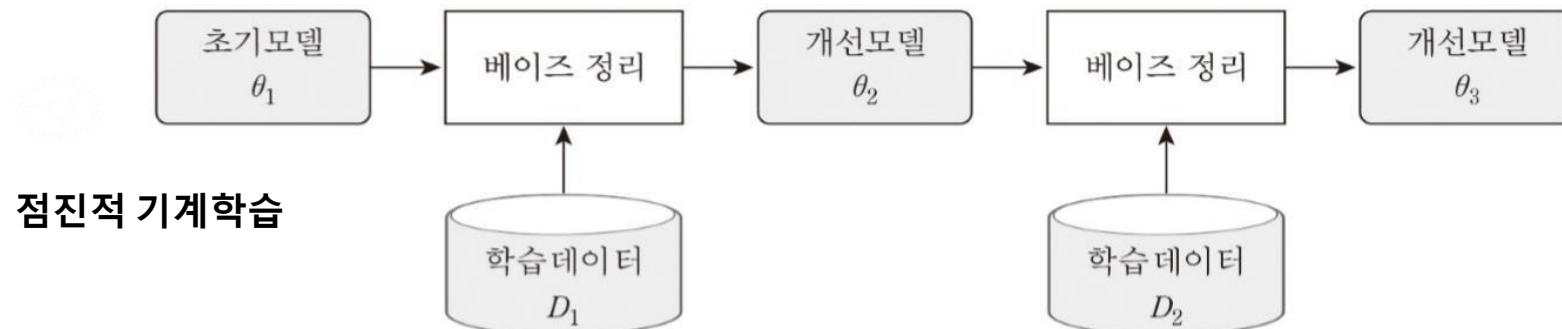 초기모델
θ₁
베이즈 정리
개선모델
θ₂
베이즈 정리
개선모델
θ₃
점진적 기계학습
학습데이터
D₁
학습데이터
D₂